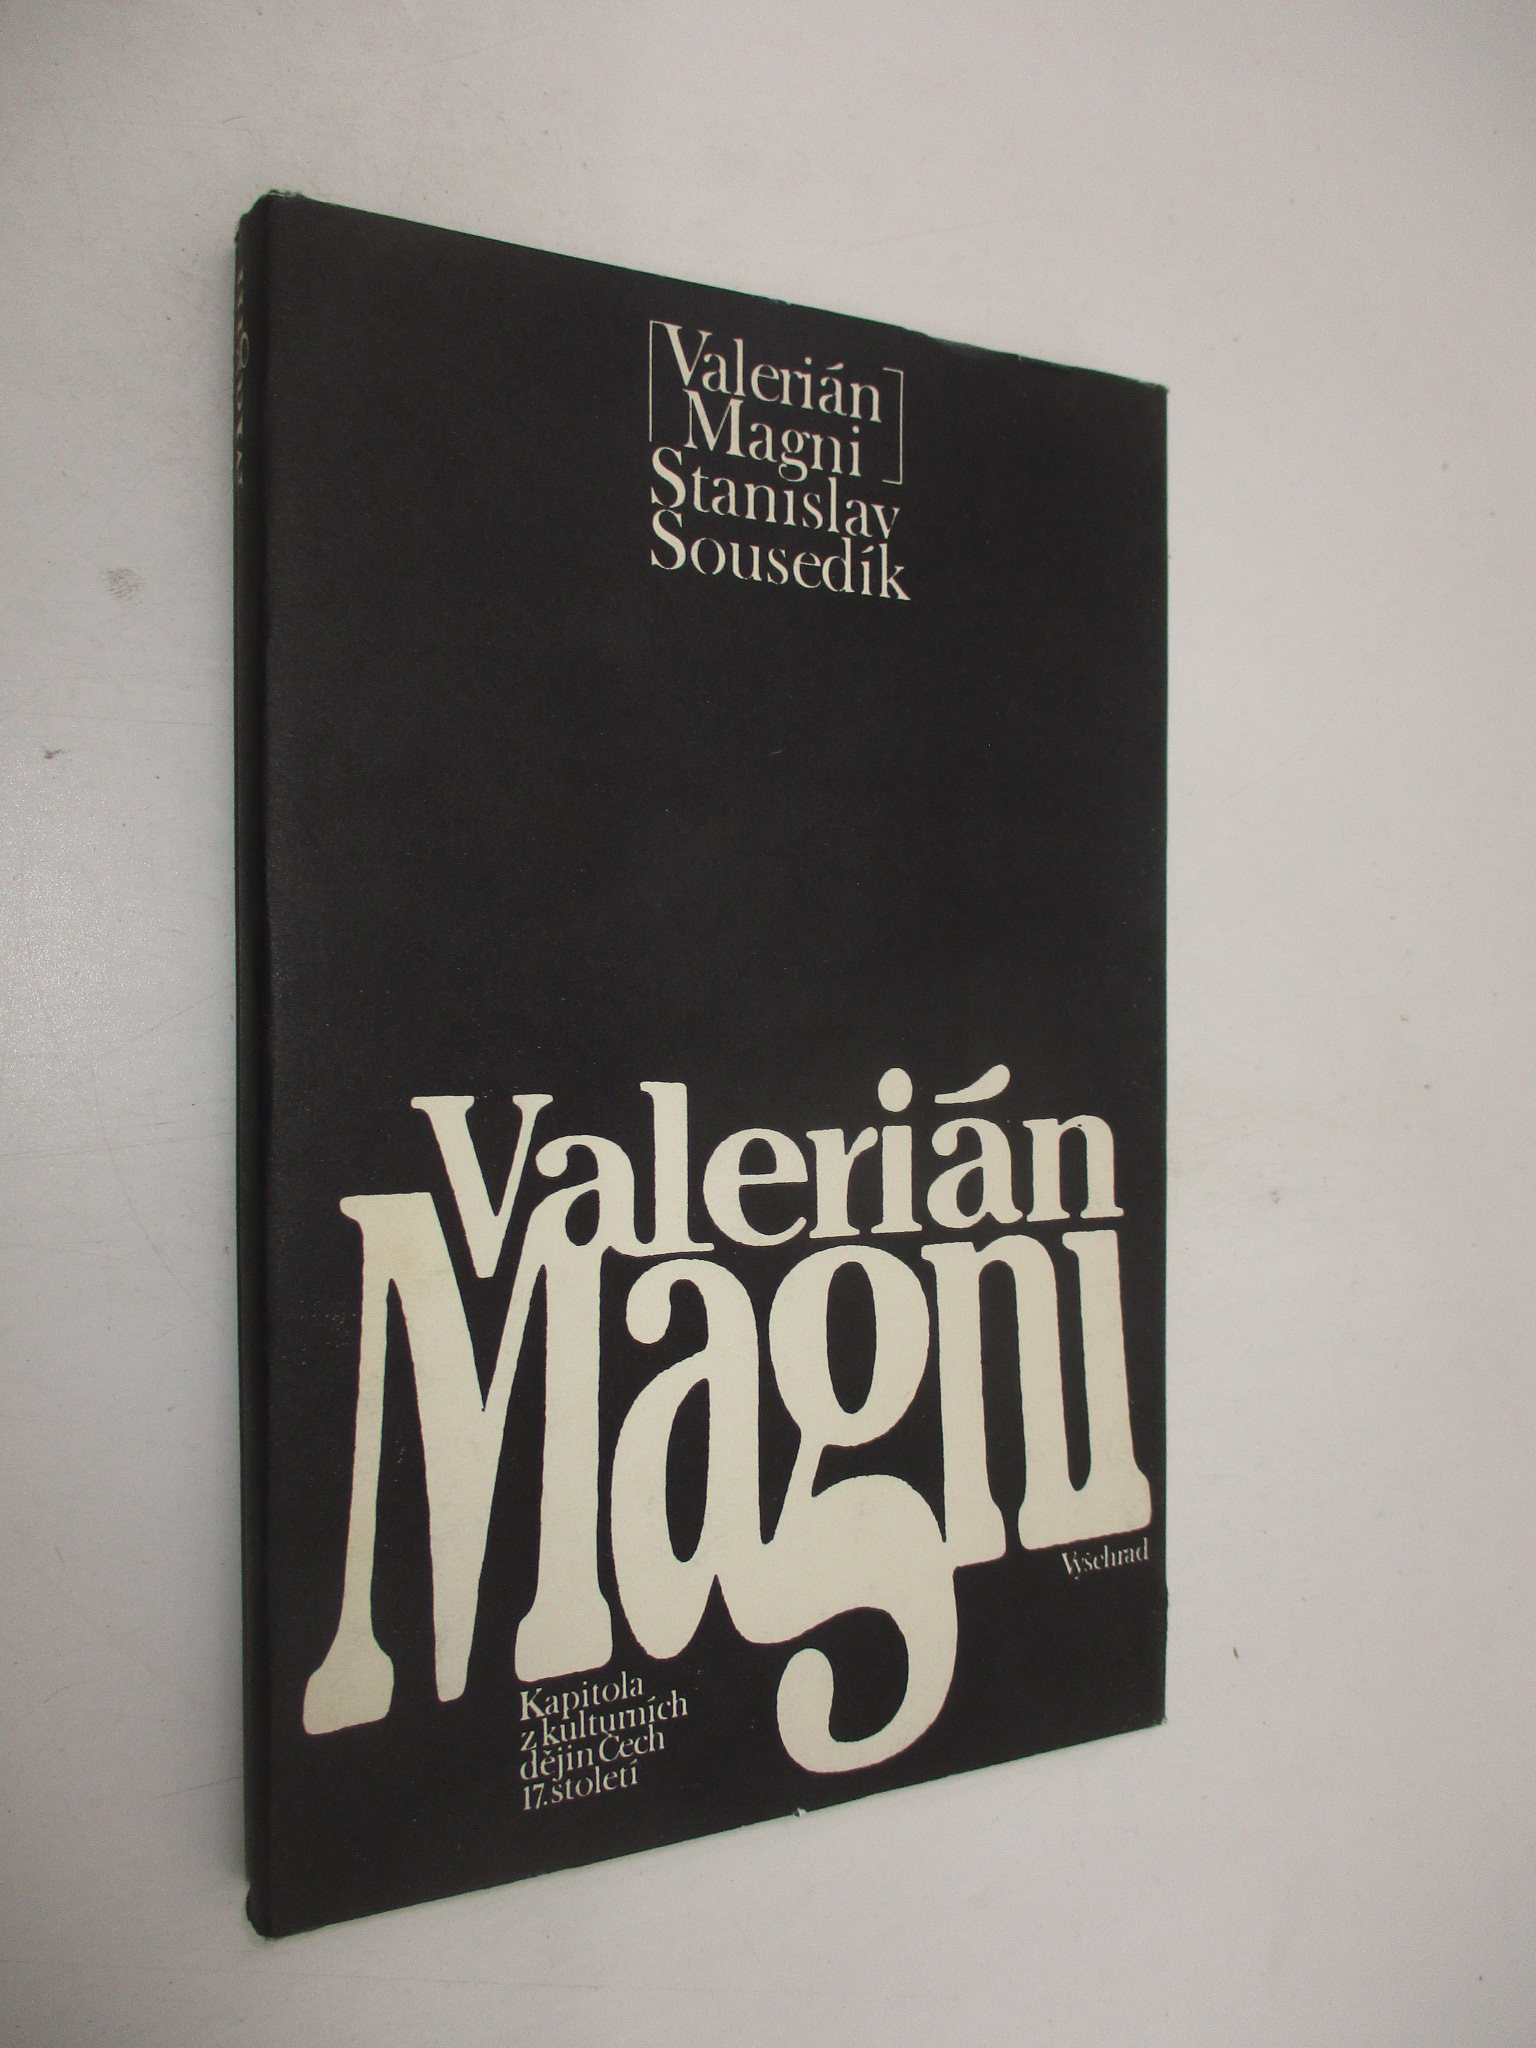 Valerián
Magni
Stanislav
Sousedík
Valerián
Magni
Vyšehrad
Kapitola
z kulturních
dějin Čech
17. století